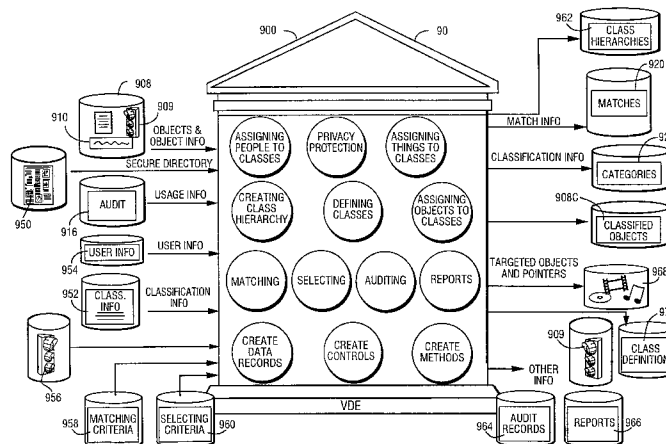 900
90
962
CLASS
HIERARCHIES
908
909
910
OBJECTS &
OBJECT INFO
SECURE DIRECTORY
950
AUDIT
916
USAGE INFO
USER INFO
954
USER INFO
952
CLASS.
INFO
CLASSIFICATION
INFO
956
MATCHING
CRITERIA
958
SELECTING
CRITERIA
960
ASSIGNING
PEOPLE TO
CLASSES
PRIVACY
PROTECTION
ASSIGNING
THINGS TO
CLASSES
CREATING
CLASS
HIERARCHY
DEFINING
CLASSES
ASSIGNING
OBJECTS TO
CLASSES
MATCHING
SELECTING
AUDITING
REPORTS
CREATE
DATA
RECORDS
CREATE
CONTROLS
CREATE
METHODS
VDE
920
MATCHES
MATCH INFO
CLASSIFICATION INFO
CATEGORIES
908C
CLASSIFIED
OBJECTS
TARGETED OBJECTS
AND POINTERS
968
909
CLASS
DEFINITION
OTHER
INFO
964
AUDIT
RECORDS
REPORTS
966